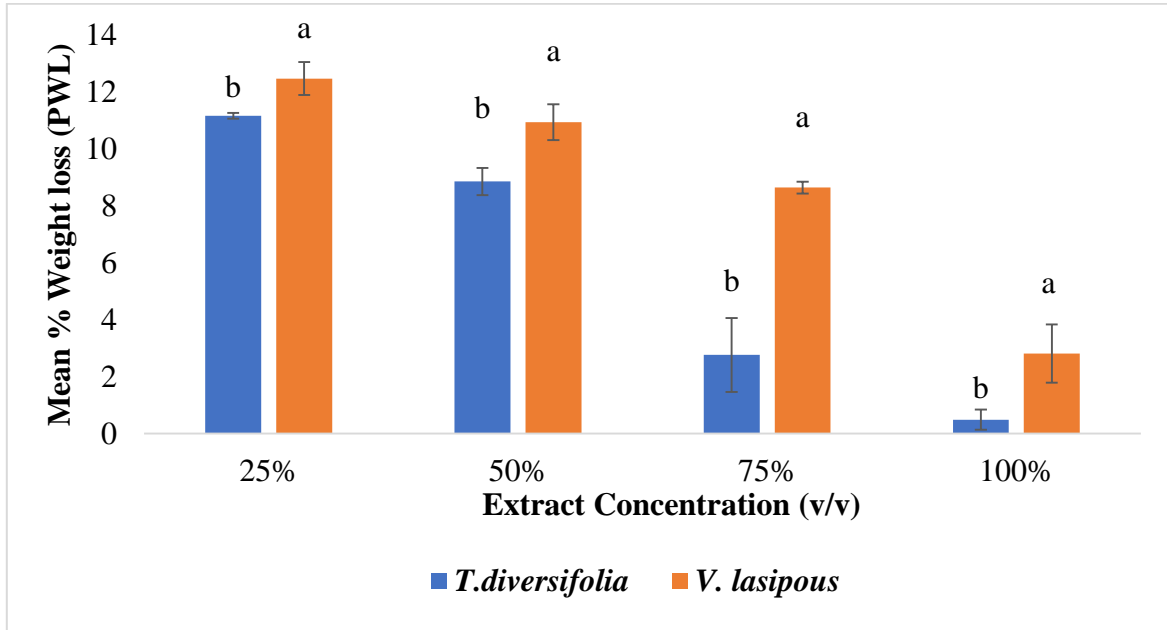 Mean % Weight loss (PWL)
14
12
10
8
6
4
2
0
b
a
b
a
b
a
b
a
25%
50%
75%
100%
Extract Concentration (v/v)
T.diversifolia
V. lasipous